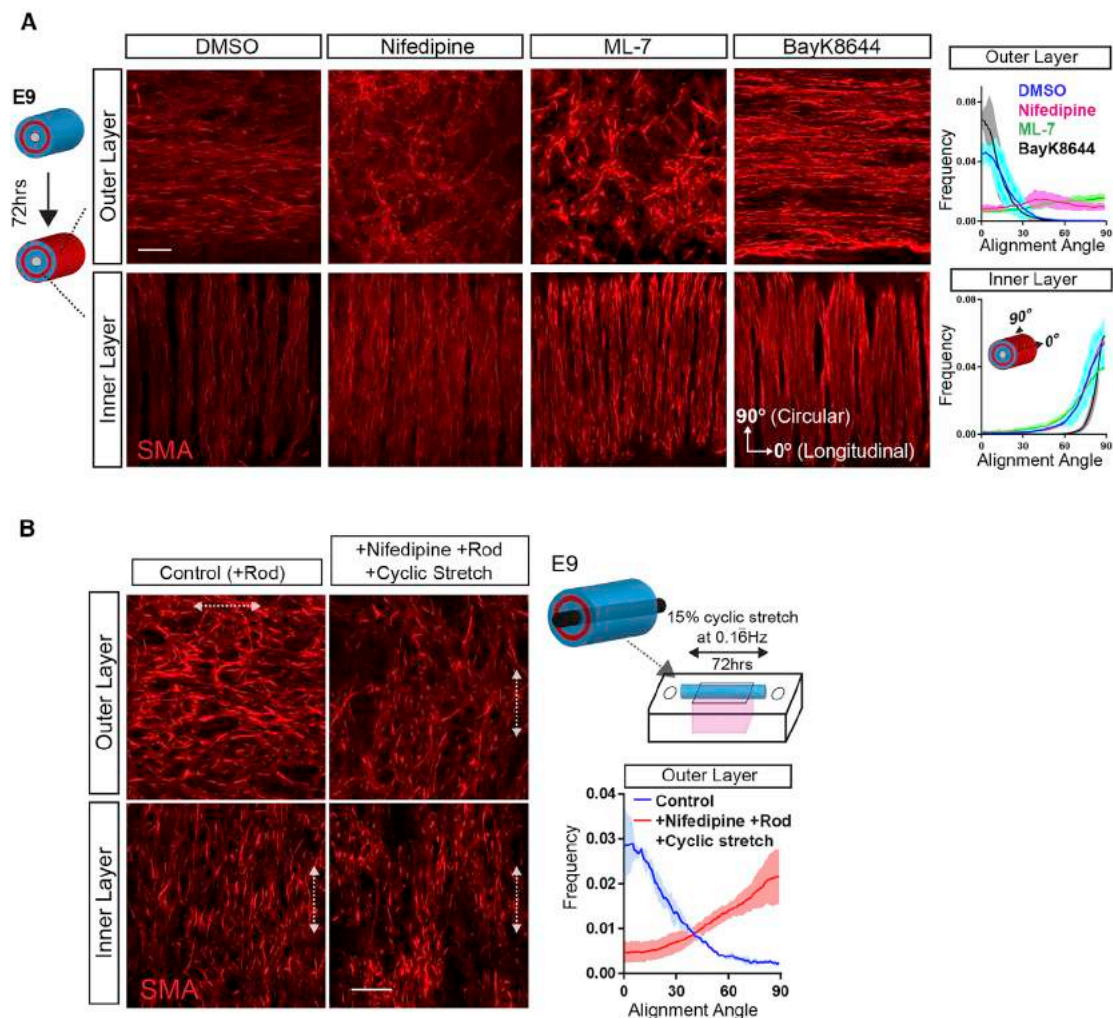 A
DMSO
Nifedipine
ML-7
BayK8644
E9
72hrs
Outer Layer
Inner Layer
SMA
90° (Circular)
0° (Longitudinal)
Outer Layer
DMSO
Nifedipine
ML-7
BayK8644
0.08
0.04
0.00
Frequency
0 30 60 90
Alignment Angle
Inner Layer
90°
0°
0.08
0.04
0.00
Frequency
0 30 60 90
Alignment Angle
B
Control (+Rod)
+Nifedipine +Rod
+Cyclic Stretch
Outer Layer
Inner Layer
SMA
E9
15% cyclic stretch
at 0.16Hz
72hrs
Outer Layer
Control
+Nifedipine +Rod
+Cyclic stretch
0.04
0.03
0.02
0.01
0.00
Frequency
0 30 60 90
Alignment Angle